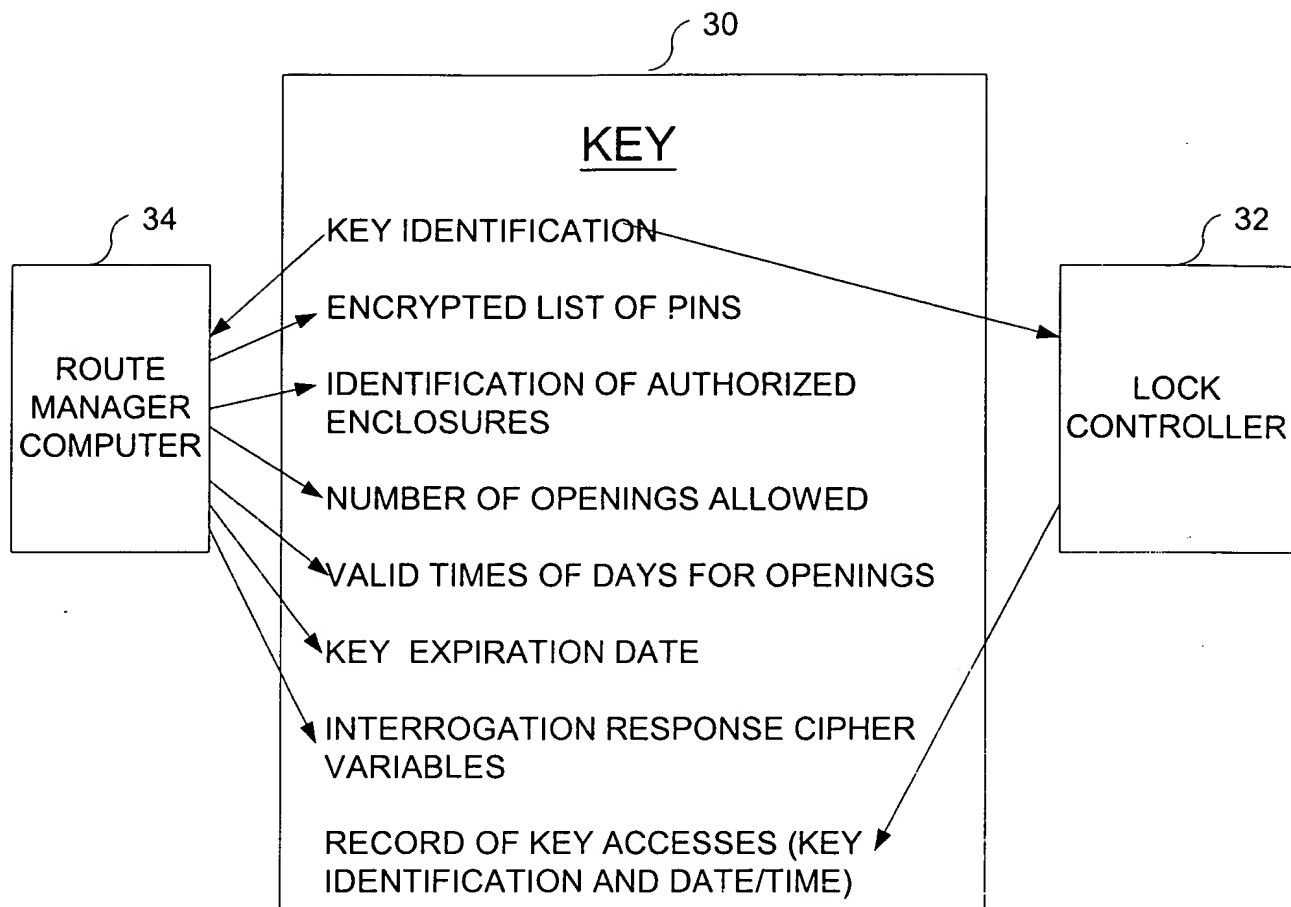 30
KEY
34
KEY IDENTIFICATION
32
ENCRYPTED LIST OF PINS
ROUTE
MANAGER
COMPUTER
IDENTIFICATION OF AUTHORIZED
ENCLOSURES
LOCK
CONTROLLER
NUMBER OF OPENINGS ALLOWED
VALID TIMES OF DAYS FOR OPENINGS
KEY EXPIRATION DATE
INTERROGATION RESPONSE CIPHER
VARIABLES
RECORD OF KEY ACCESSES (KEY
IDENTIFICATION AND DATE/TIME)